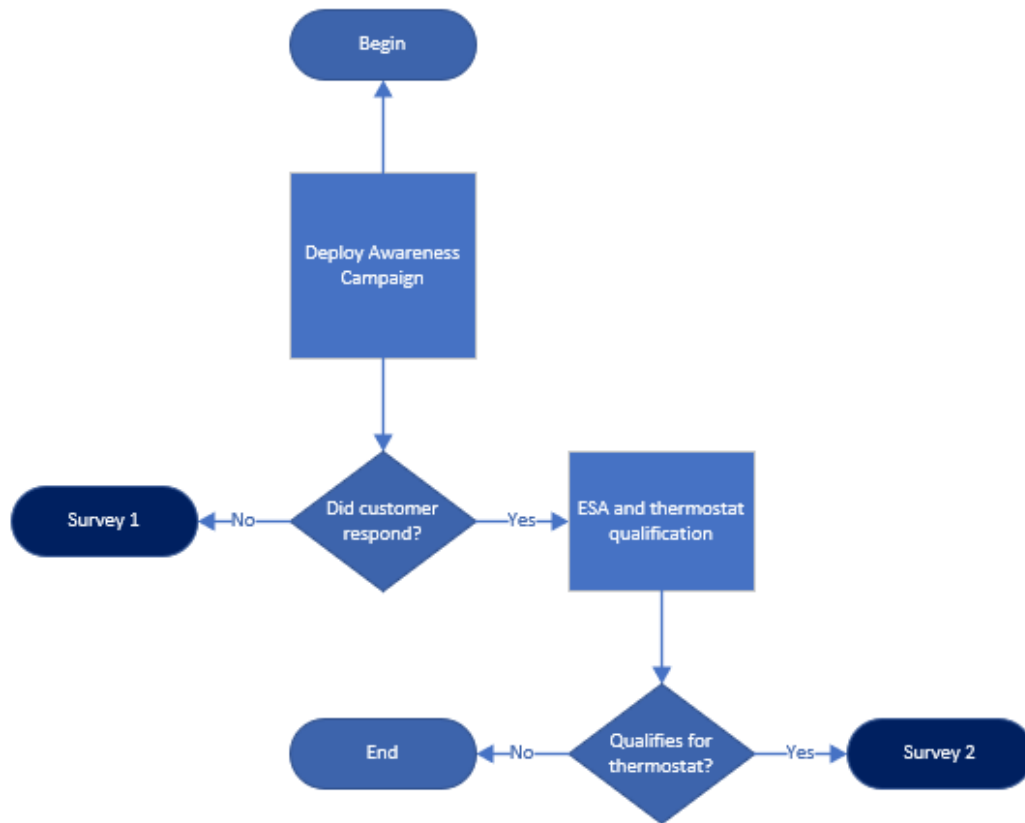 Begin
Deploy Awareness
Campaign
Survey 1
No
Did customer
respond?
Yes
ESA and thermostat
qualification
End
No
Qualifies for
thermostat?
Yes
Survey 2